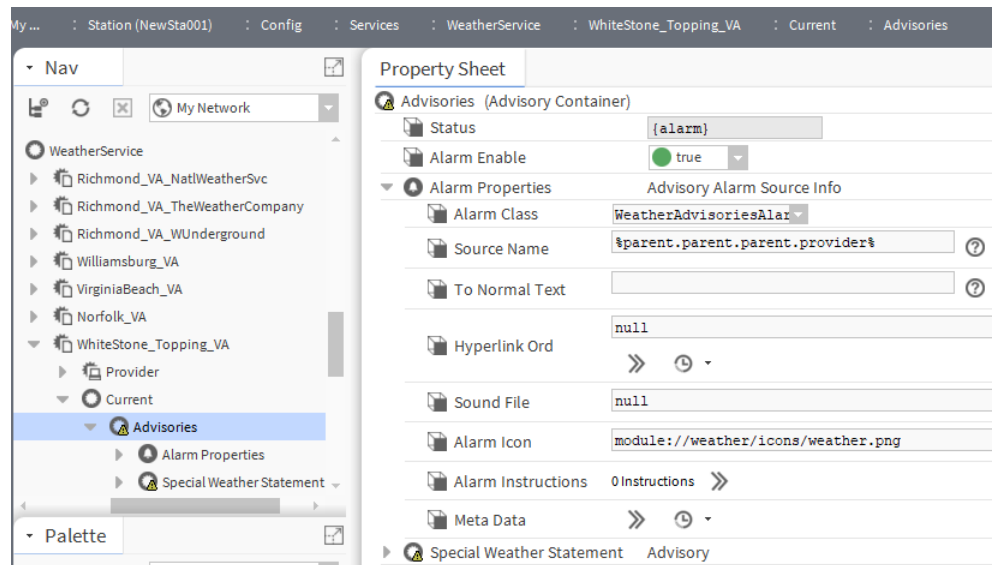 My ... : Station (NewSta001) : Config : Services : WeatherService : WhiteStone_Topping_VA : Current : Advisories
Nav
My Network
WeatherService
Richmond_VA_NatlWeatherSvc
Richmond_VA_TheWeatherCompany
Richmond_VA_WUnderground
Williamsburg_VA
VirginiaBeach_VA
Norfolk_VA
WhiteStone_Topping_VA
Provider
Current
Advisories
Alarm Properties
Special Weather Statement
Palette
Property Sheet
Advisories (Advisory Container)
Status {alarm}
Alarm Enable true
Alarm Properties Advisory Alarm Source Info
Alarm Class WeatherAdvisoriesAlar
Source Name %parent.parent.parent.provider%
To Normal Text
Hyperlink Ord null
Sound File null
Alarm Icon module://weather/icons/weather.png
Alarm Instructions 0 Instructions
Meta Data
Special Weather Statement Advisory